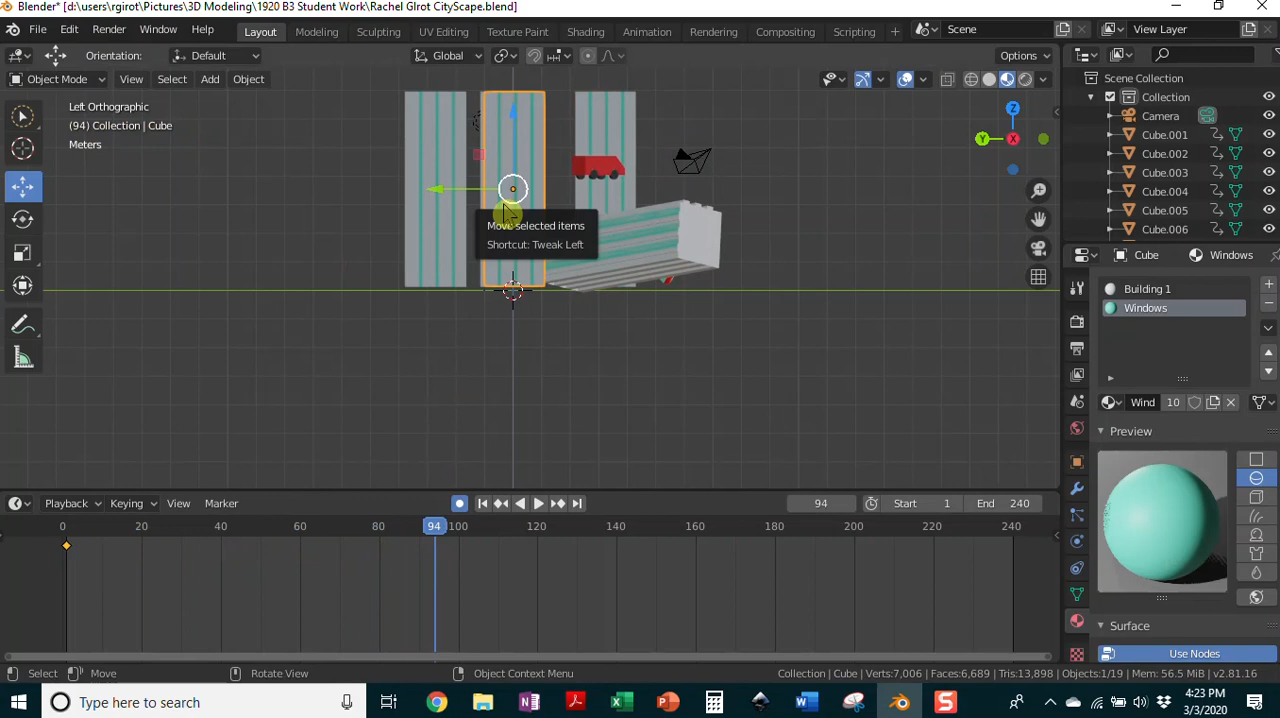 Blender* [d:\users\rgirot\Pictures\3D Modeling\1920 B3 Student Work\Rachel GIrot CityScape.blend]
File Edit Render Window Help Layout Modeling Sculpting UV Editing Texture Paint Shading Animation Rendering Compositing Scripting + Scene View Layer
Orientation: Default Global Options
Object Mode View Select Add Object
Left Orthographic
(94) Collection | Cube
Meters
Z
Y
X
Move selected items
Shortcut: Tweak Left
Scene Collection
Collection
Camera
Cube.001
Cube.002
Cube.003
Cube.004
Cube.005
Cube.006
Cube Windows
Building 1
Windows
Wind 10
Preview
Surface
Use Nodes
Playback Keying View Marker 94 Start 1 End 240
0 20 40 60 80 94 100 120 140 160 180 200 220 240
Select Move Rotate View Object Context Menu Collection | Cube | Verts:7,006 | Faces:6,689 | Tris:13,898 | Objects:1/19 | Mem: 56.5 MiB | v2.81.16
Type here to search
4:23 PM
3/3/2020